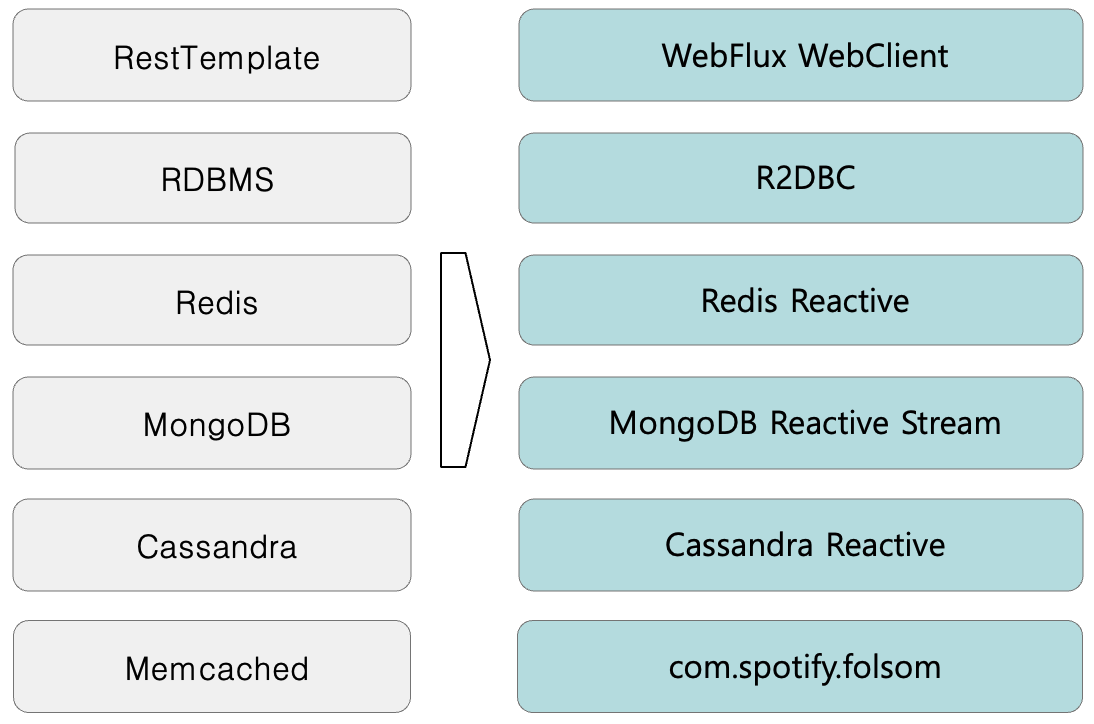 RestTemplate
WebFlux WebClient
RDBMS
R2DBC
Redis
Redis Reactive
MongoDB
MongoDB Reactive Stream
Cassandra
Cassandra Reactive
Memcached
com.spotify.folsom